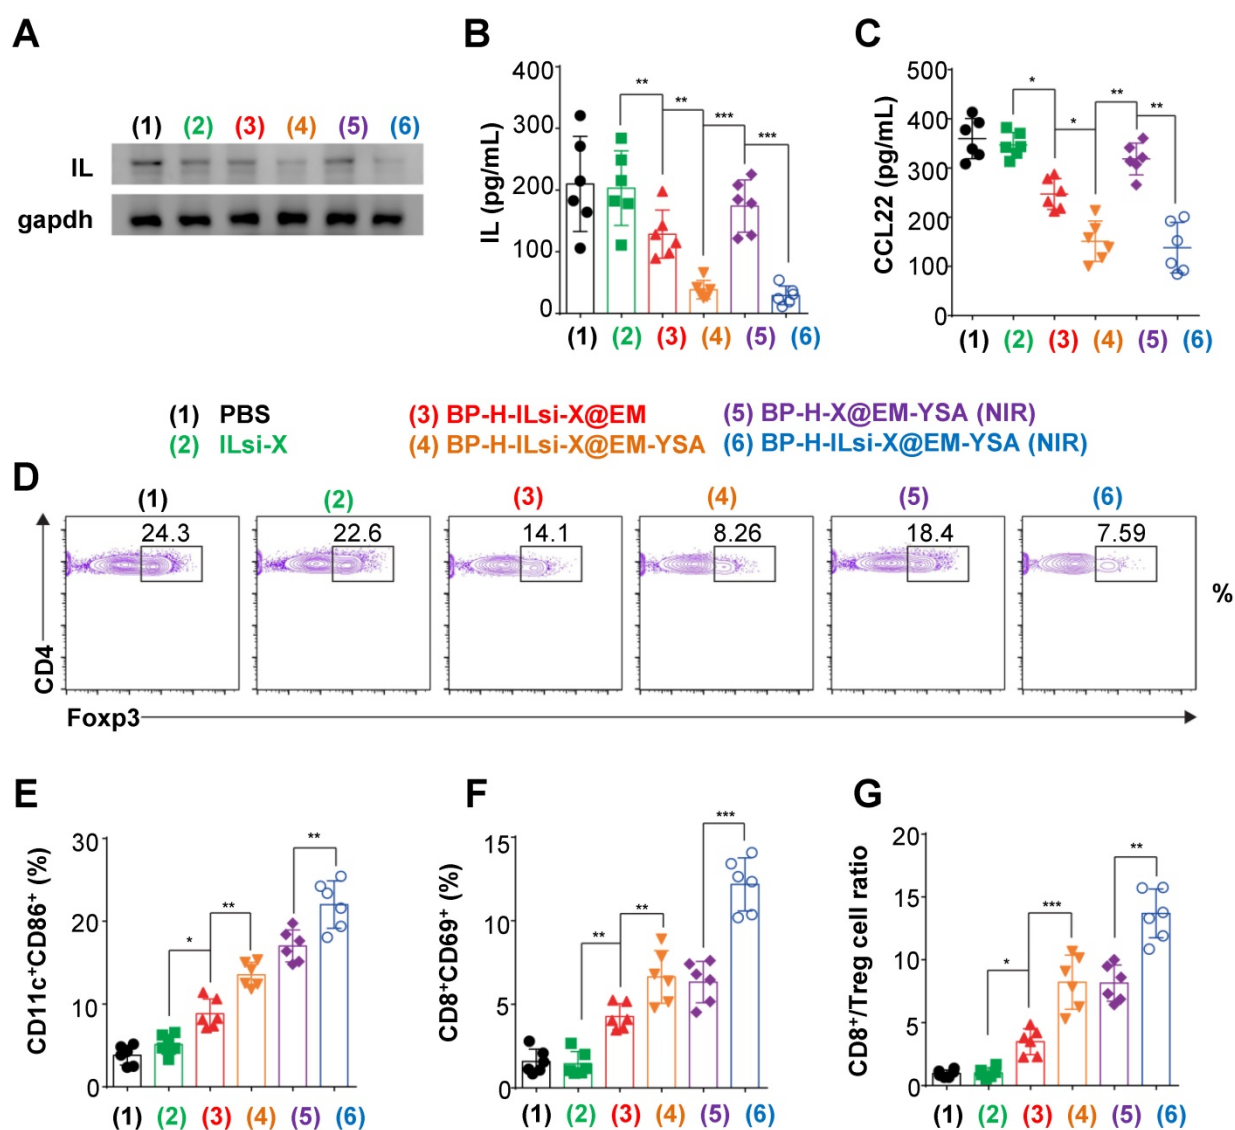 A
(1) (2) (3) (4) (5) (6)
IL
gapdh
B
IL (pg/mL)
400
300
200
100
0
**
**
***
***
(1) (2) (3) (4) (5) (6)
C
CCL22 (pg/mL)
500
400
300
200
100
0
*
*
**
**
(1) (2) (3) (4) (5) (6)
(1) PBS
(2) ILsi-X
(3) BP-H-ILsi-X@EM
(4) BP-H-ILsi-X@EM-YSA
(5) BP-H-X@EM-YSA (NIR)
(6) BP-H-ILsi-X@EM-YSA (NIR)
D
(1) (2) (3) (4) (5) (6)
24.3 22.6 14.1 8.26 18.4 7.59
%
CD4
Foxp3
E
CD11c⁺CD86⁺ (%)
30
20
10
0
*
**
**
(1) (2) (3) (4) (5) (6)
F
CD8⁺CD69⁺ (%)
15
10
5
0
**
**
***
(1) (2) (3) (4) (5) (6)
G
CD8⁺/Treg cell ratio
20
15
10
5
0
*
***
**
(1) (2) (3) (4) (5) (6)